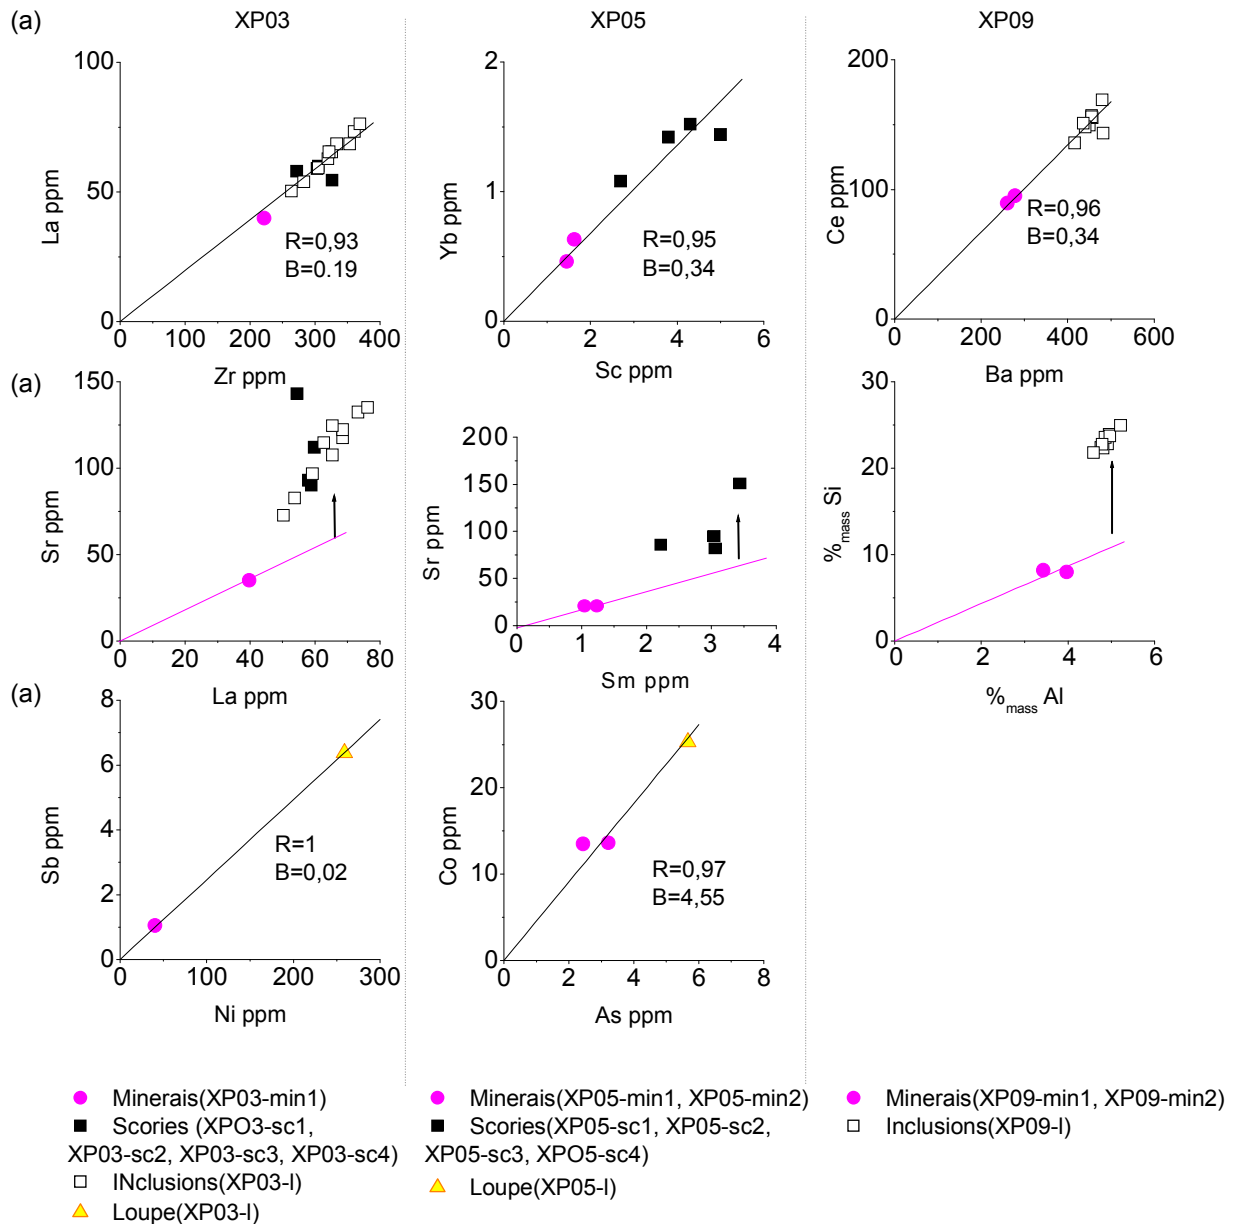 (a) XP03 XP05 XP09
100
50
0
La ppm
0 100 200 300 400
Zr ppm
R=0,93
B=0.19
2
1
0
Yb ppm
0 2 4 6
Sc ppm
R=0,95
B=0,34
200
100
0
Ce ppm
0 200 400 600
Ba ppm
R=0,96
B=0,34
(a)
150
100
50
0
Sr ppm
0 20 40 60 80
La ppm
200
150
100
50
0
Sr ppm
0 1 2 3 4
Sm ppm
30
20
10
0
%mass Si
0 2 4 6
%mass Al
(a)
8
6
4
2
0
Sb ppm
0 100 200 300
Ni ppm
R=1
B=0,02
30
20
10
0
Co ppm
0 2 4 6 8
As ppm
R=0,97
B=4,55
Minerais(XP03-min1)
Scories (XPO3-sc1,
XP03-sc2, XP03-sc3, XP03-sc4)
INclusions(XP03-l)
Loupe(XP03-l)
Minerais(XP05-min1, XP05-min2)
Scories(XP05-sc1, XP05-sc2,
XP05-sc3, XPO5-sc4)
Loupe(XP05-l)
Minerais(XP09-min1, XP09-min2)
Inclusions(XP09-l)